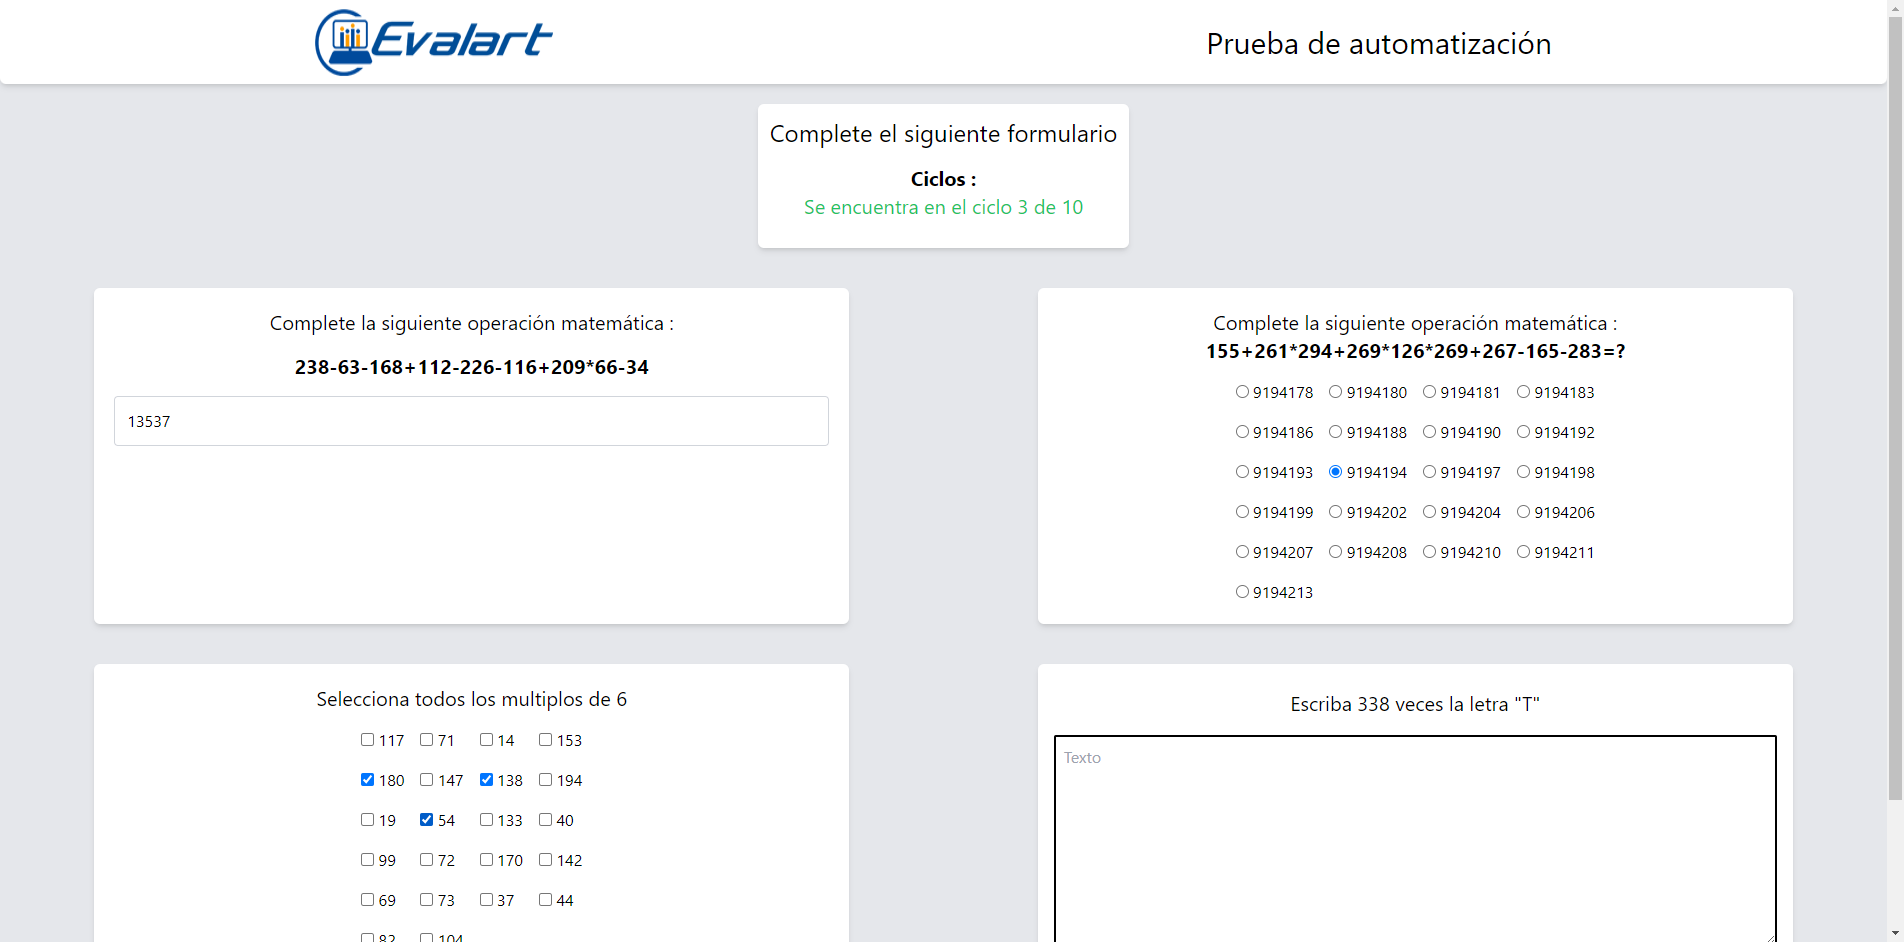 Evalart
Prueba de automatización
Complete el siguiente formulario
Ciclos :
Se encuentra en el ciclo 3 de 10
Complete la siguiente operación matemática :
238-63-168+112-226-116+209*66-34
13537
Complete la siguiente operación matemática :
155+261*294+269*126*269+267-165-283=?
9194178 9194180 9194181 9194183
9194186 9194188 9194190 9194192
9194193 9194194 9194197 9194198
9194199 9194202 9194204 9194206
9194207 9194208 9194210 9194211
9194213
Selecciona todos los multiplos de 6
117 71 14 153
180 147 138 194
19 54 133 40
99 72 170 142
69 73 37 44
82 104
Escriba 338 veces la letra "T"
Texto